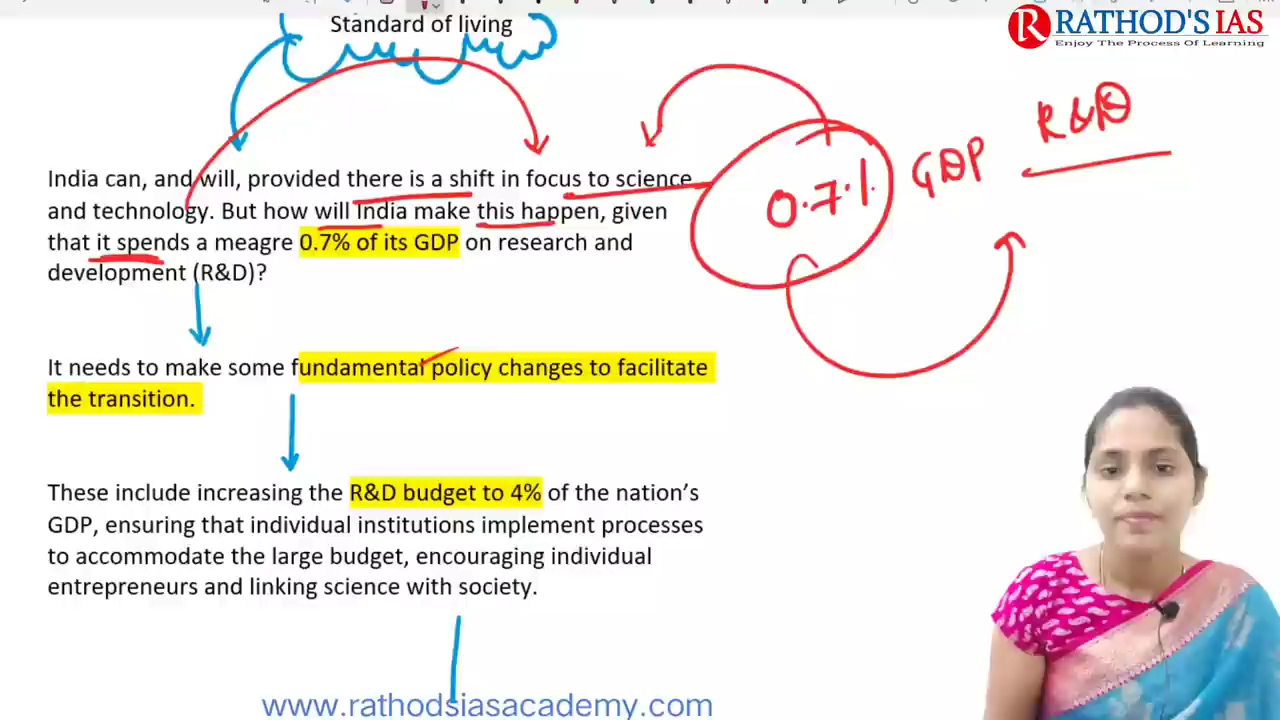 Standard of living
RATHOD'S IAS
Enjoy The Process Of Learning
R&D
0.7% GDP
India can, and will, provided there is a shift in focus to science
and technology. But how will India make this happen, given
that it spends a meagre 0.7% of its GDP on research and
development (R&D)?
It needs to make some fundamental policy changes to facilitate
the transition.
These include increasing the R&D budget to 4% of the nation’s
GDP, ensuring that individual institutions implement processes
to accommodate the large budget, encouraging individual
entrepreneurs and linking science with society.
www.rathodsiasacademy.com